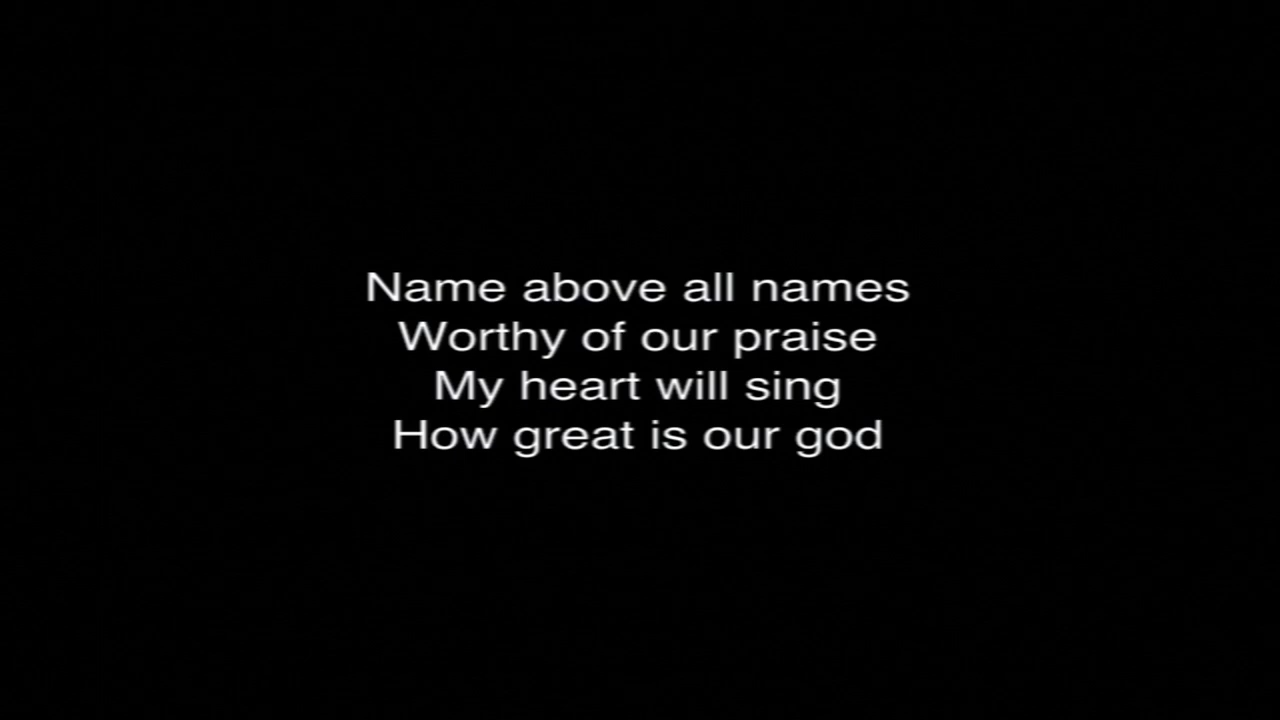 Name above all names
Worthy of our praise
My heart will sing
How great is our god